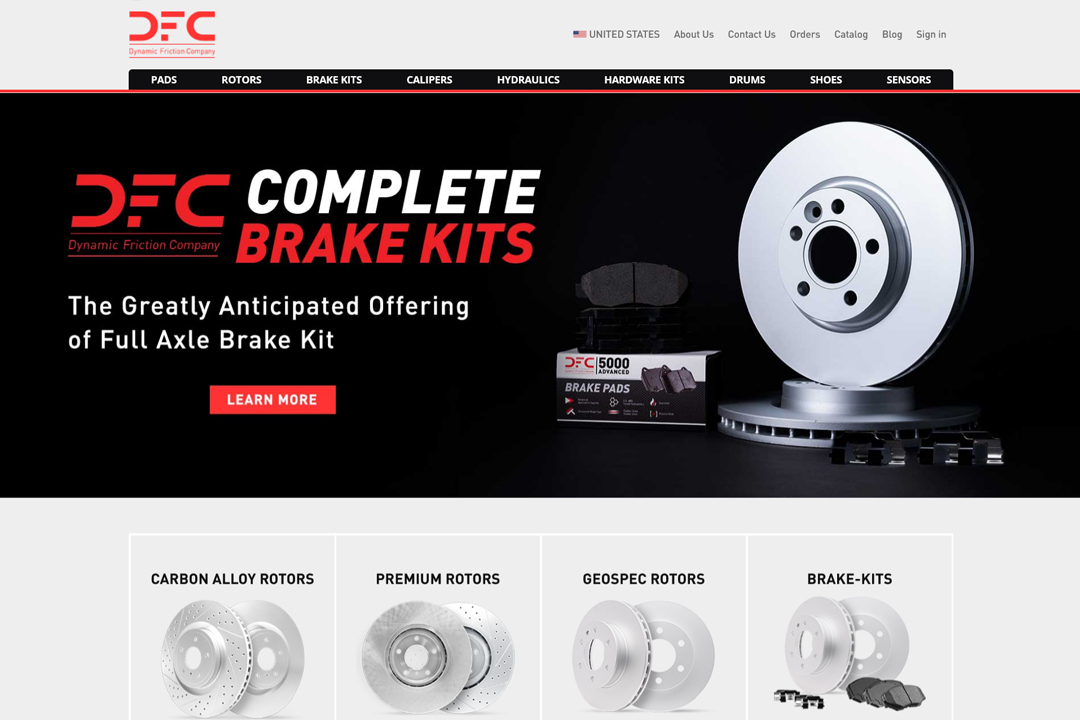 DFC
Dynamic Friction Company
UNITED STATES
About Us
Contact Us
Orders
Catalog
Blog
Sign in
PADS
ROTORS
BRAKE KITS
CALIPERS
HYDRAULICS
HARDWARE KITS
DRUMS
SHOES
SENSORS
DFC
Dynamic Friction Company
COMPLETE
BRAKE KITS
The Greatly Anticipated Offering
of Full Axle Brake Kit
LEARN MORE
DFC
5000
ADVANCED
BRAKE PADS
CARBON ALLOY ROTORS
PREMIUM ROTORS
GEOSPEC ROTORS
BRAKE-KITS